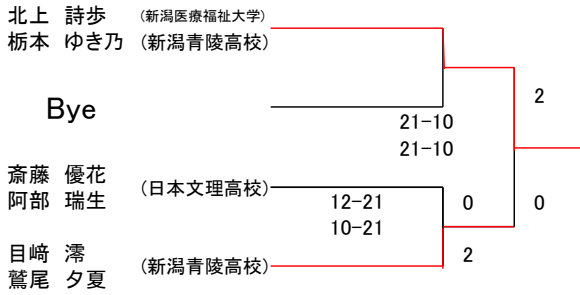 北上 詩歩 (新潟医療福祉大学)
栃本 ゆき乃 (新潟青陵高校)
2
Bye
21-10
21-10
斎藤 優花 (日本文理高校)
阿部 瑞生
12-21 0 0
10-21
目﨑 澪 2
鷲尾 夕夏 (新潟青陵高校)